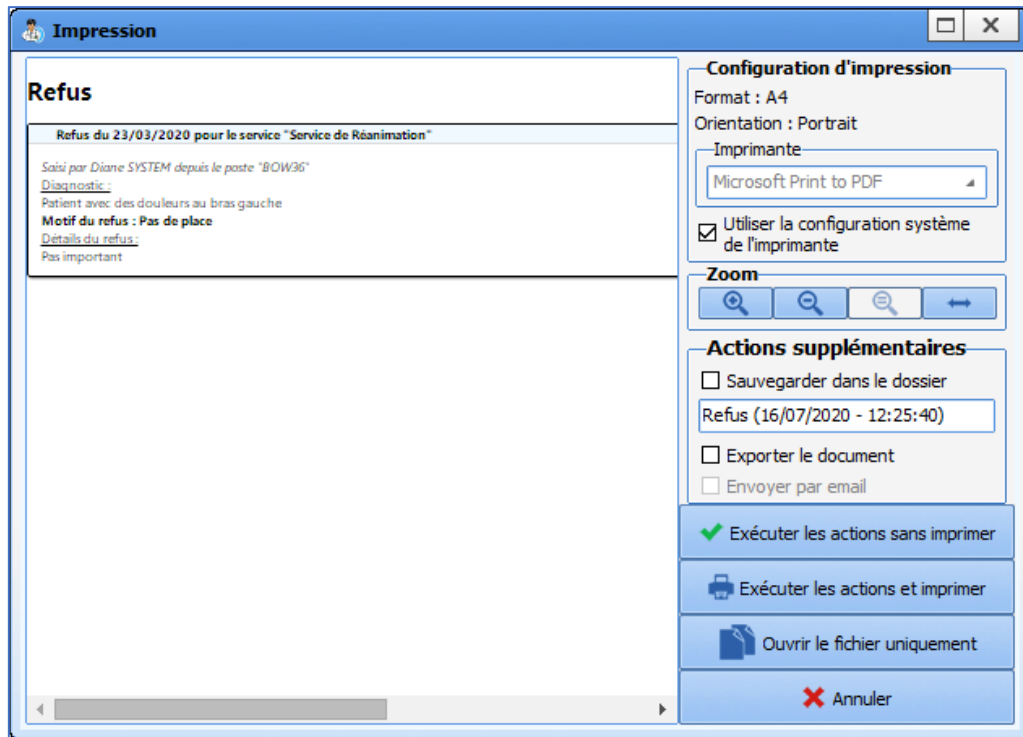 Impression
Refus
Refus du 23/03/2020 pour le service "Service de Réanimation"
Saisi par Diane SYSTEM depuis le poste "BOW36"
Diagnostic :
Patient avec des douleurs au bras gauche
Motif du refus : Pas de place
Détails du refus :
Pas important
Configuration d'impression
Format : A4
Orientation : Portrait
Imprimante
Microsoft Print to PDF
Utiliser la configuration système
de l'imprimante
Zoom
Actions supplémentaires
Sauvegarder dans le dossier
Refus (16/07/2020 - 12:25:40)
Exporter le document
Envoyer par email
Exécuter les actions sans imprimer
Exécuter les actions et imprimer
Ouvrir le fichier uniquement
Annuler